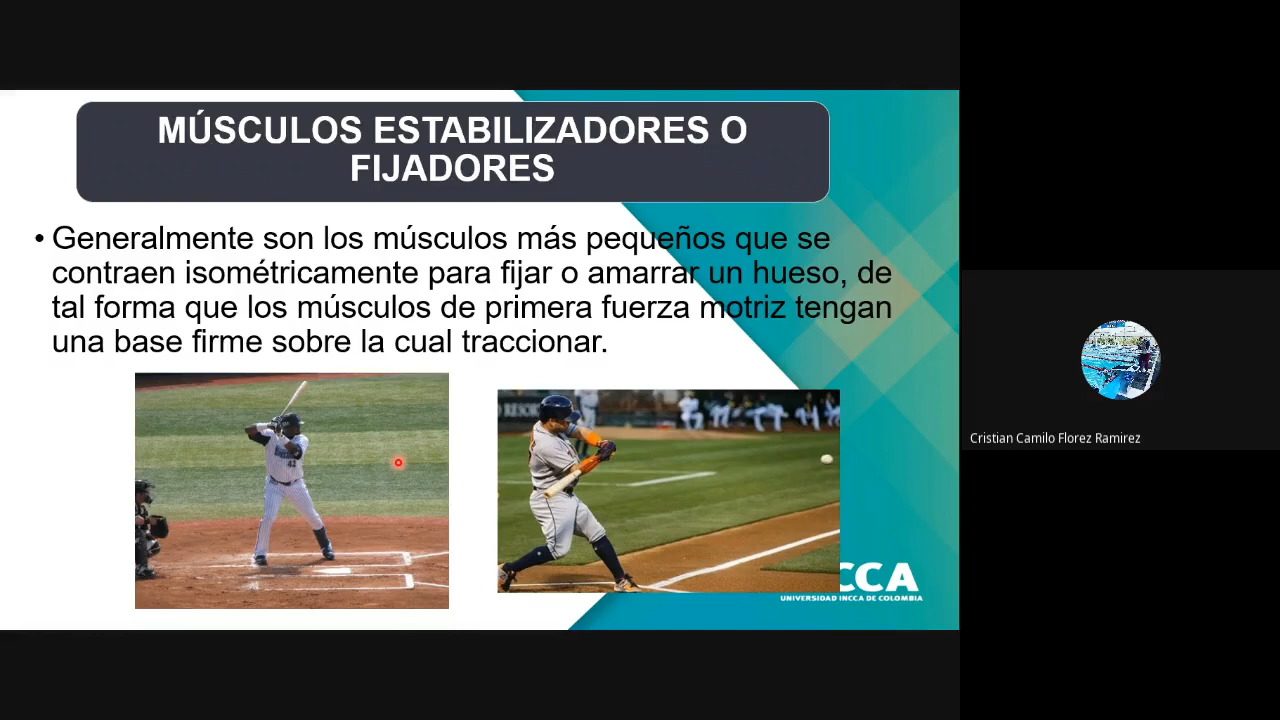 MÚSCULOS ESTABILIZADORES O
FIJADORES
• Generalmente son los músculos más pequeños que se
contraen isométricamente para fijar o amarrar un hueso, de
tal forma que los músculos de primera fuerza motriz tengan
una base firme sobre la cual traccionar.
42
CCA
UNIVERSIDAD INCCA DE COLOMBIA
Cristian Camilo Florez Ramirez